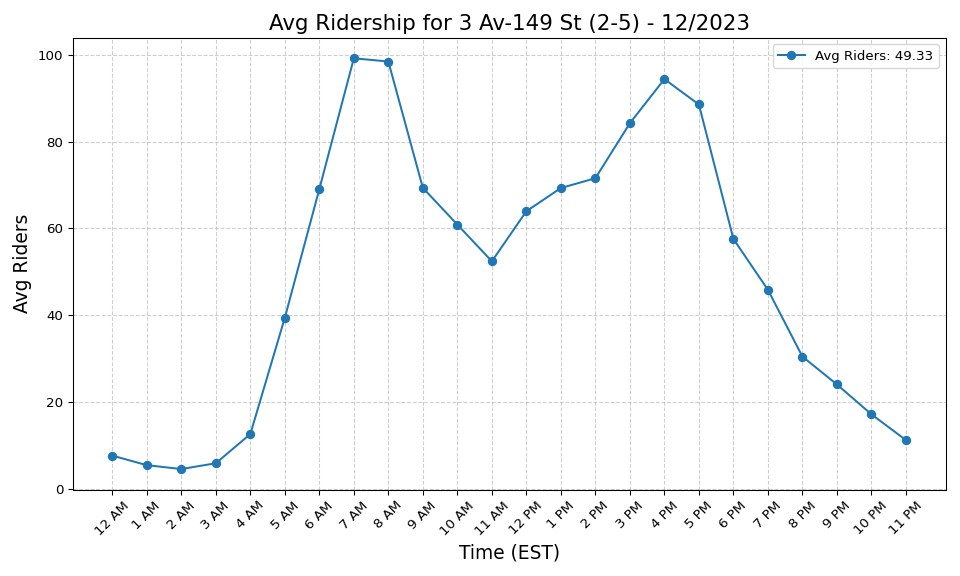 Avg Ridership for 3 Av-149 St (2-5) - 12/2023
Avg Riders: 49.33
Avg Riders
100
80
60
40
20
0
12 AM 1 AM 2 AM 3 AM 4 AM 5 AM 6 AM 7 AM 8 AM 9 AM 10 AM 11 AM 12 PM 1 PM 2 PM 3 PM 4 PM 5 PM 6 PM 7 PM 8 PM 9 PM 10 PM 11 PM
Time (EST)